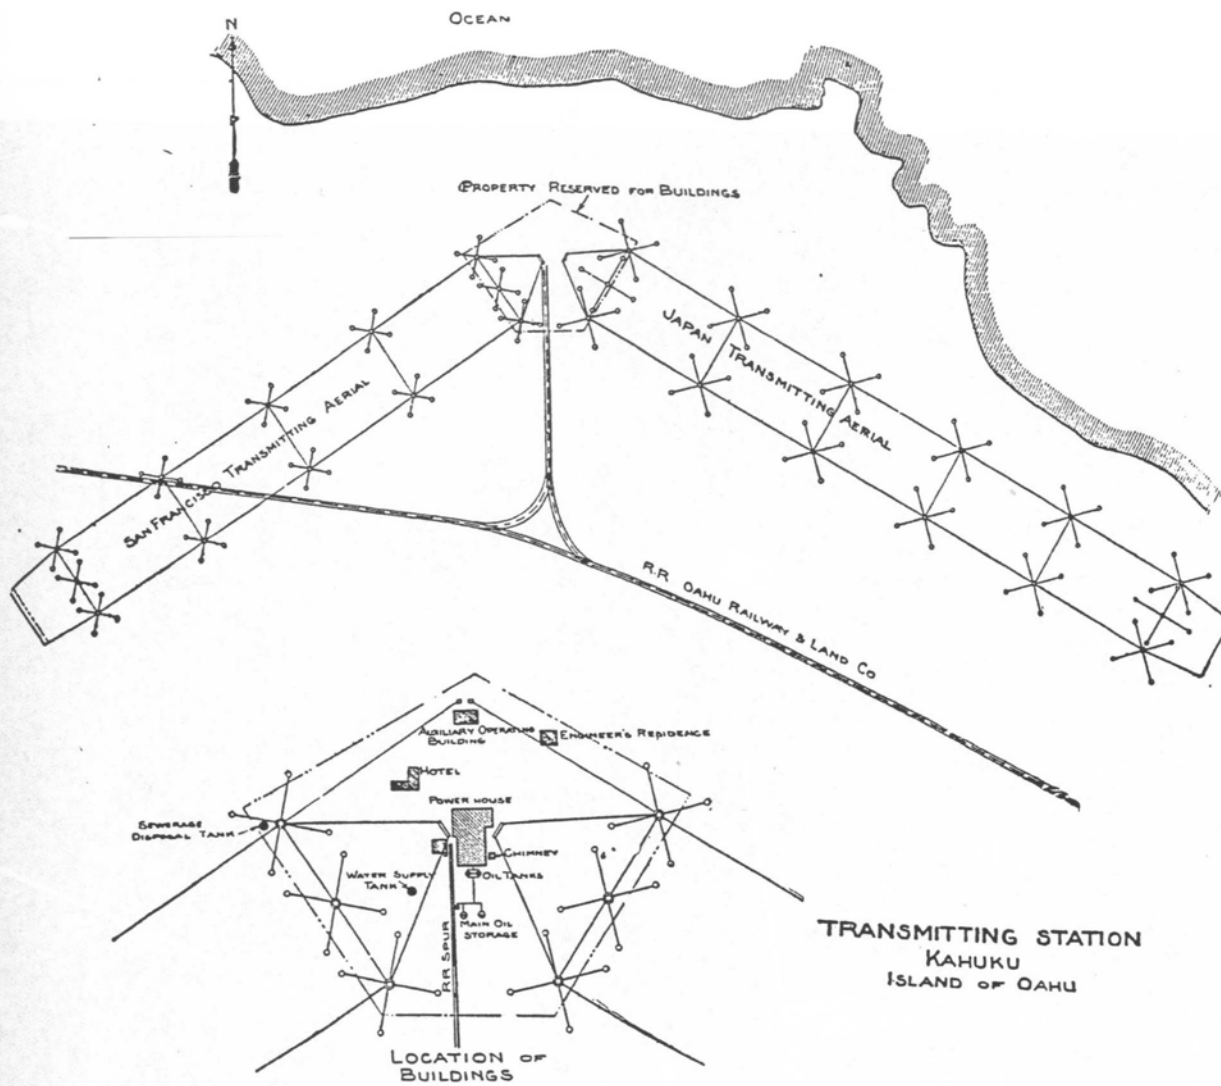 OCEAN
N
PROPERTY RESERVED FOR BUILDINGS
SAN FRANCISCO TRANSMITTING AERIAL
JAPAN TRANSMITTING AERIAL
R.R. OAHU RAILWAY & LAND CO
AUXILIARY OPERATING
BUILDING
ENGINEER'S RESIDENCE
HOTEL
POWER HOUSE
SEWERAGE
DISPOSAL TANK
CHIMNEY
WATER SUPPLY
TANK
OIL TANKS
MAIN OIL
STORAGE
RR SPUR
LOCATION OF
BUILDINGS
TRANSMITTING STATION
KAHUKU
ISLAND OF OAHU